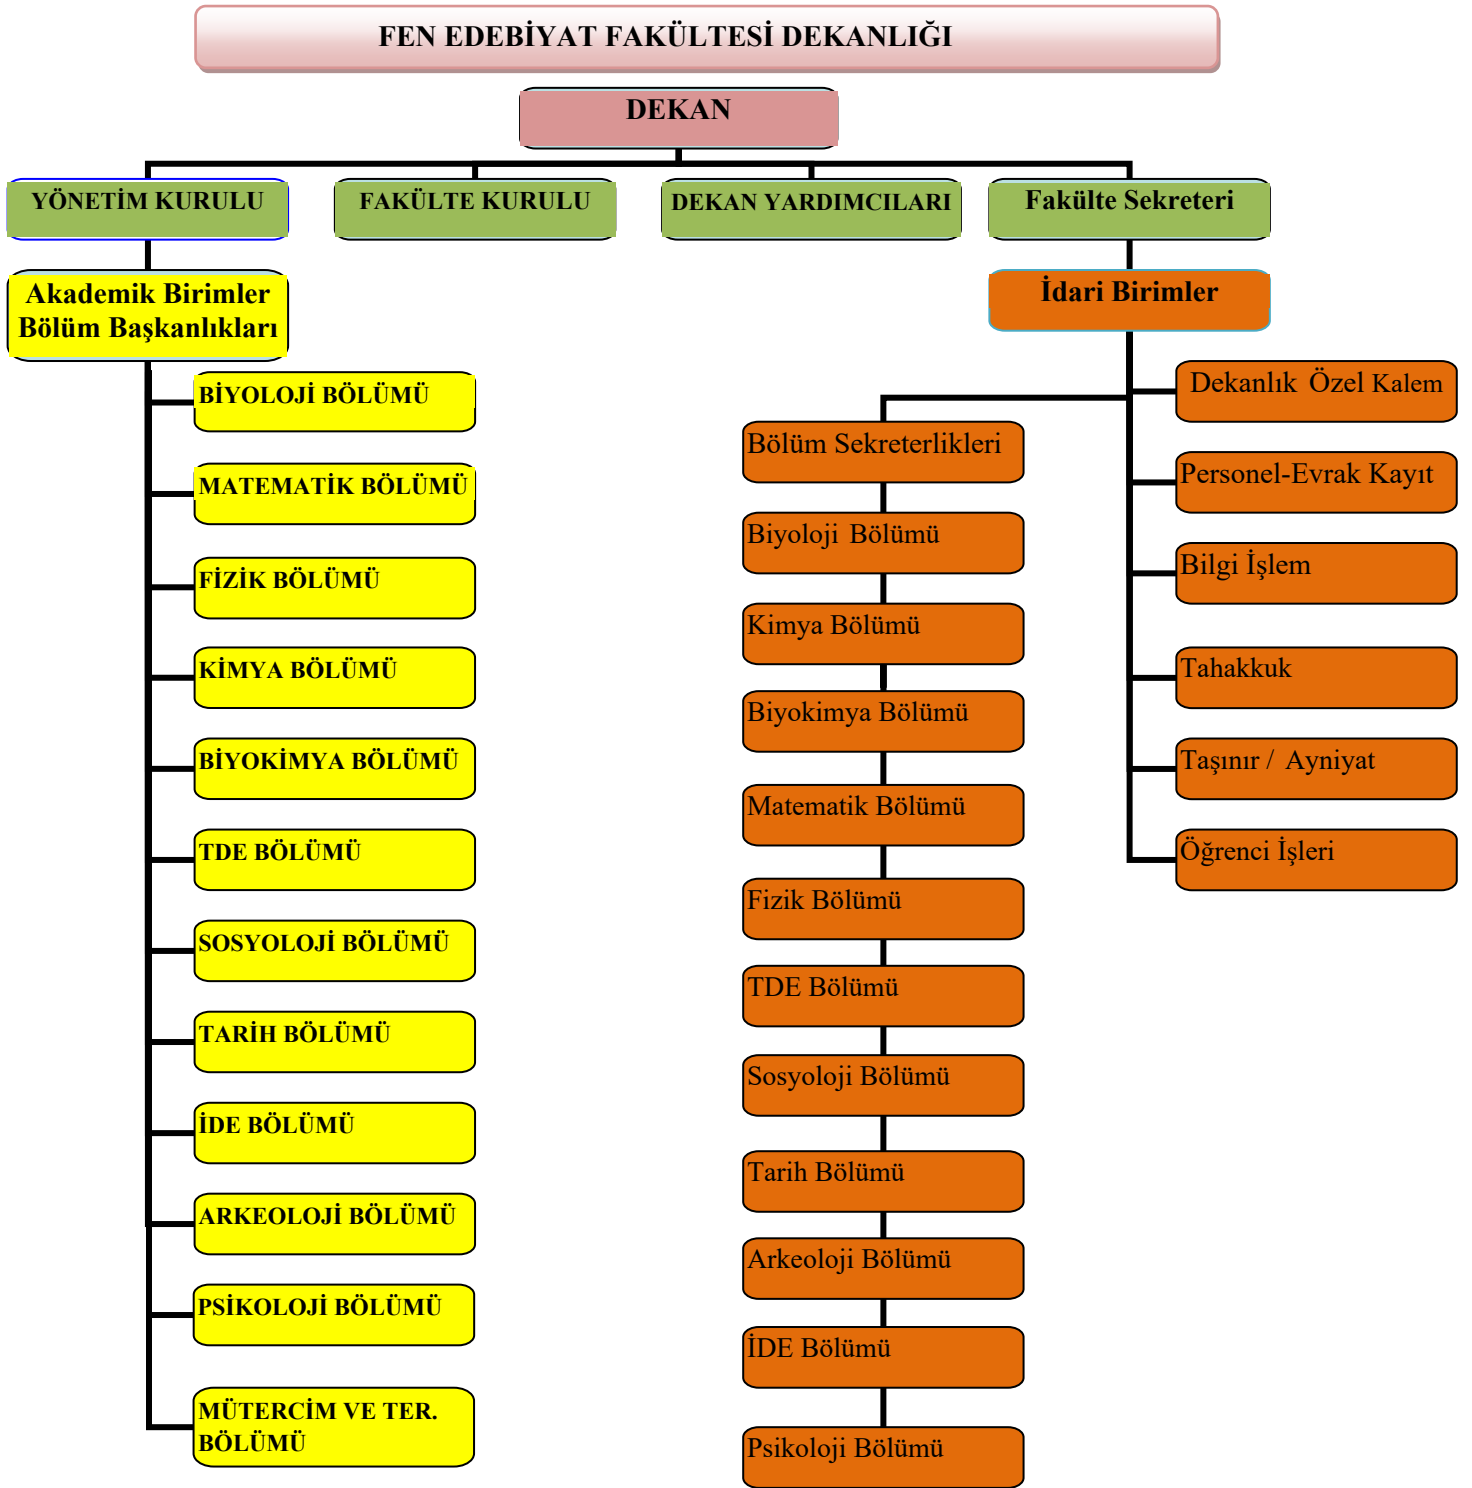 FEN EDEBİYAT FAKÜLTESİ DEKANLIĞI
DEKAN
YÖNETİM KURULU
FAKÜLTE KURULU
DEKAN YARDIMCILARI
Fakülte Sekreteri
Akademik Birimler
Bölüm Başkanlıkları
BİYOLOJİ BÖLÜMÜ
MATEMATİK BÖLÜMÜ
FİZİK BÖLÜMÜ
KİMYA BÖLÜMÜ
BİYOKİMYA BÖLÜMÜ
TDE BÖLÜMÜ
SOSYOLOJİ BÖLÜMÜ
TARİH BÖLÜMÜ
İDE BÖLÜMÜ
ARKEOLOJİ BÖLÜMÜ
PSİKOLOJİ BÖLÜMÜ
MÜTERCİM VE TER.
BÖLÜMÜ
İdari Birimler
Bölüm Sekreterlikleri
Biyoloji Bölümü
Kimya Bölümü
Biyokimya Bölümü
Matematik Bölümü
Fizik Bölümü
TDE Bölümü
Sosyoloji Bölümü
Tarih Bölümü
Arkeoloji Bölümü
İDE Bölümü
Psikoloji Bölümü
Dekanlık Özel Kalem
Personel-Evrak Kayıt
Bilgi İşlem
Tahakkuk
Taşınır / Ayniyat
Öğrenci İşleri